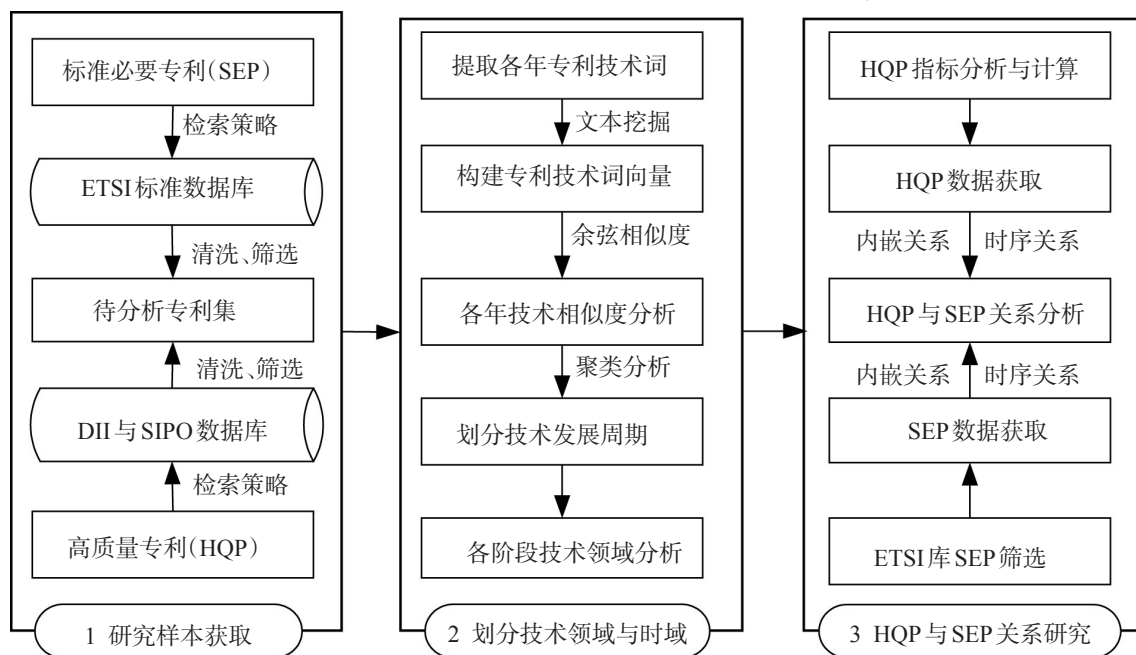 标准必要专利(SEP)
检索策略
ETSI标准数据库
清洗、筛选
待分析专利集
清洗、筛选
DII与SIPO数据库
检索策略
高质量专利(HQP)
1 研究样本获取
提取各年专利技术词
文本挖掘
构建专利技术词向量
余弦相似度
各年技术相似度分析
聚类分析
划分技术发展周期
各阶段技术领域分析
2 划分技术领域与时域
HQP指标分析与计算
HQP数据获取
内嵌关系 时序关系
HQP与SEP关系分析
内嵌关系 时序关系
SEP数据获取
ETSI库SEP筛选
3 HQP与SEP关系研究